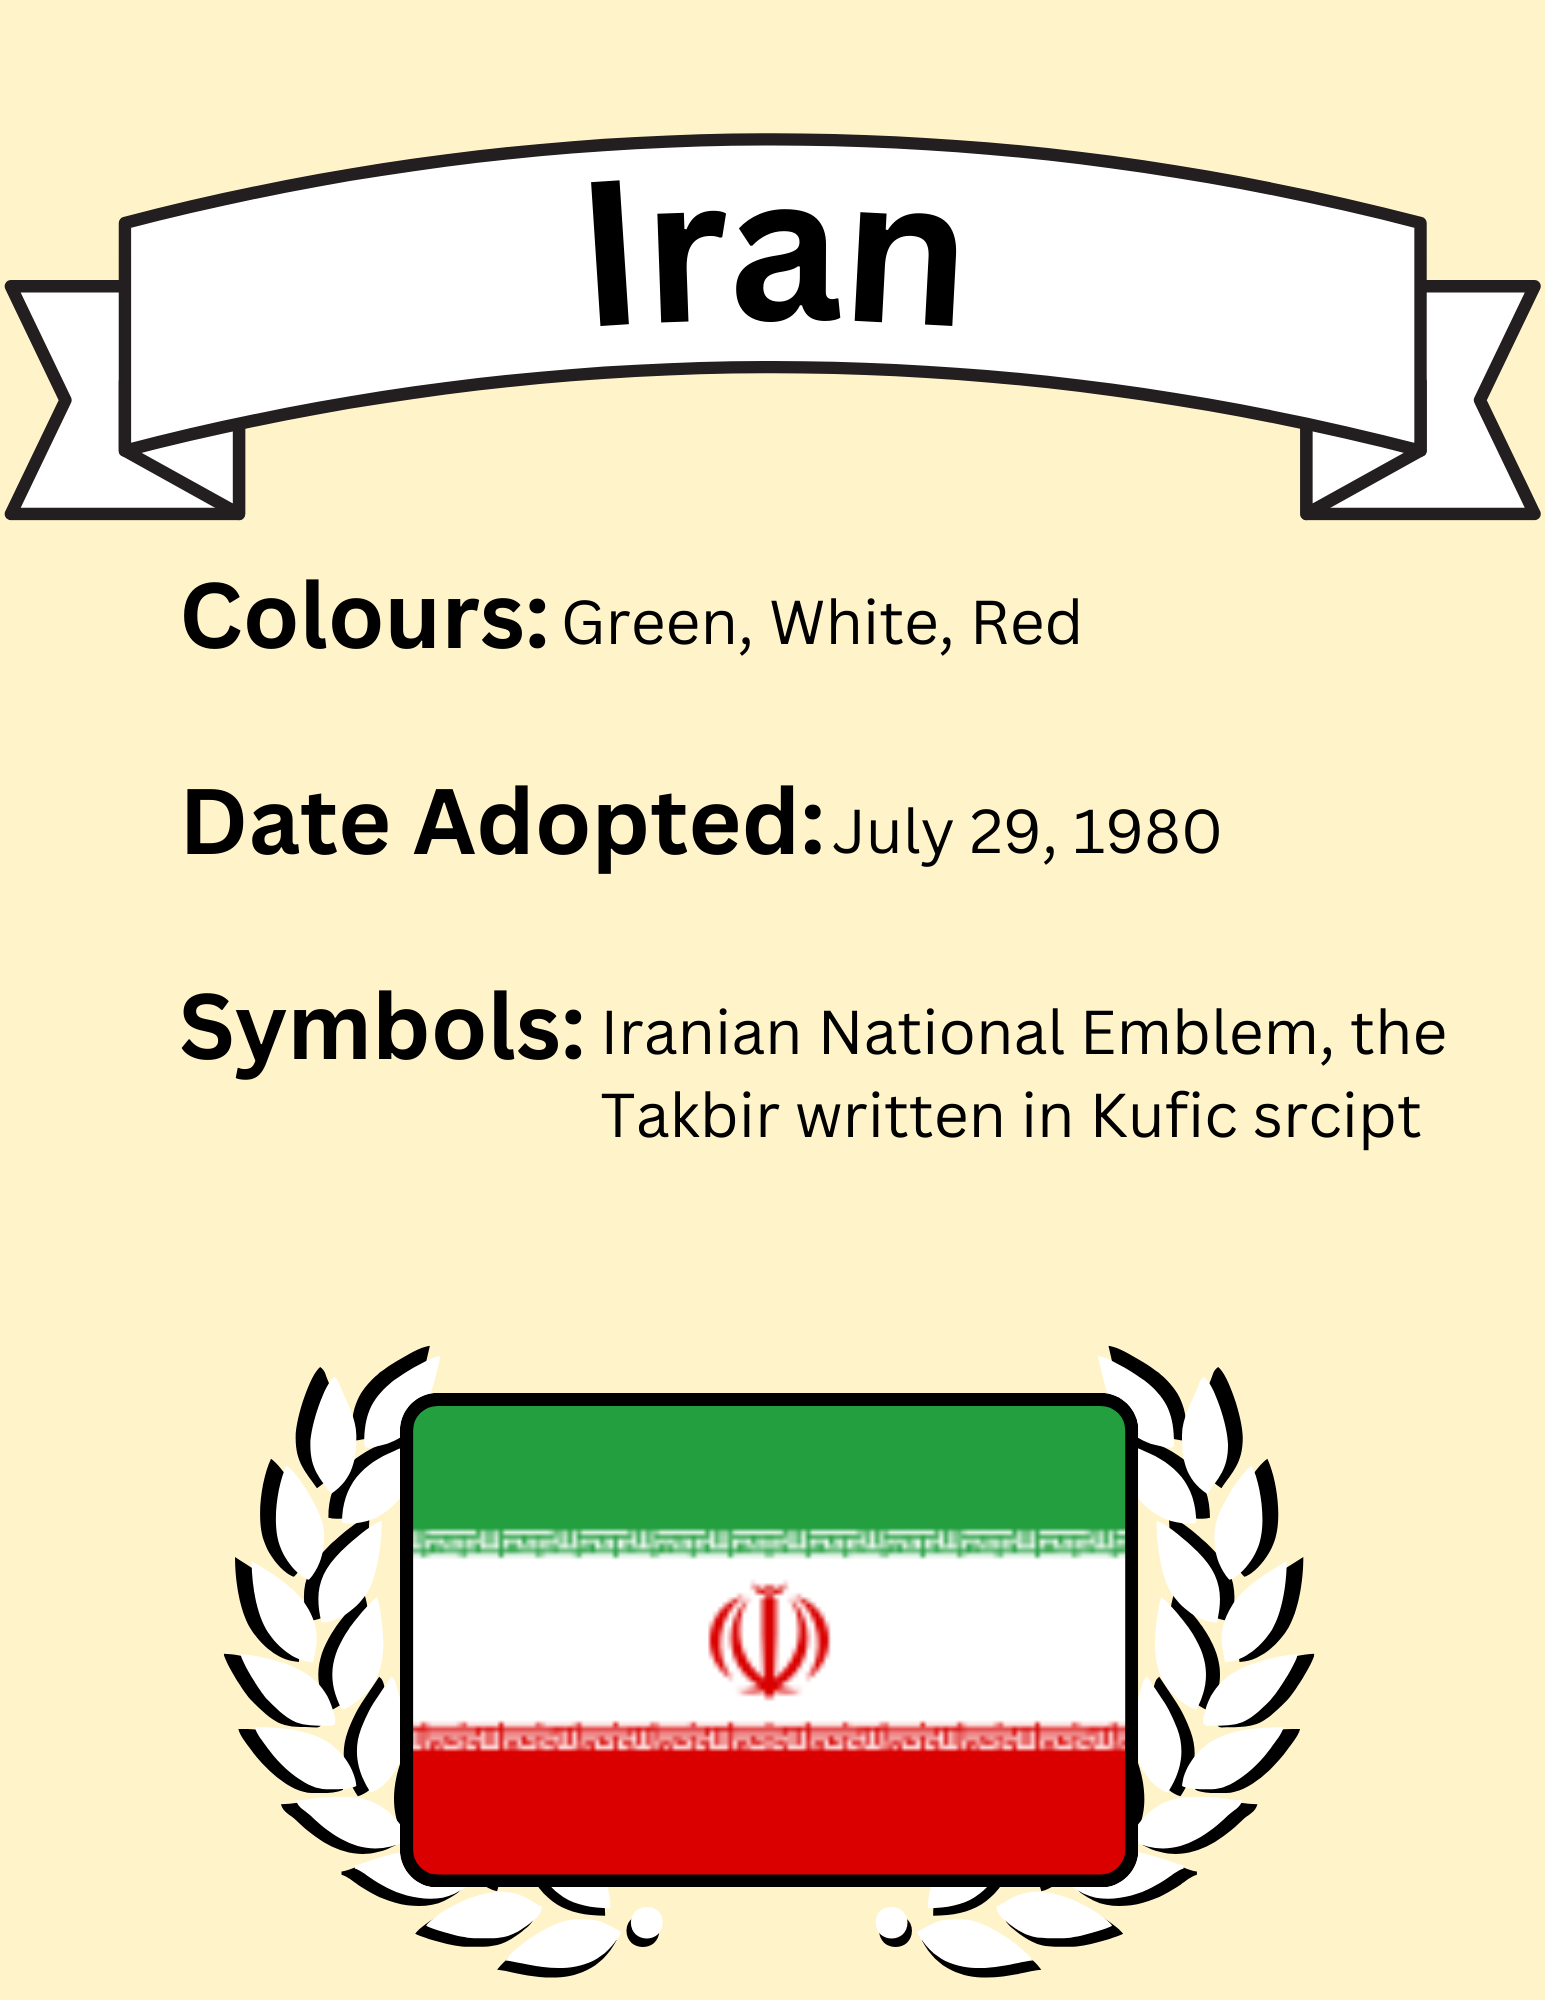 Iran
Colours: Green, White, Red
Date Adopted: July 29, 1980
Symbols: Iranian National Emblem, the
Takbir written in Kufic srcipt